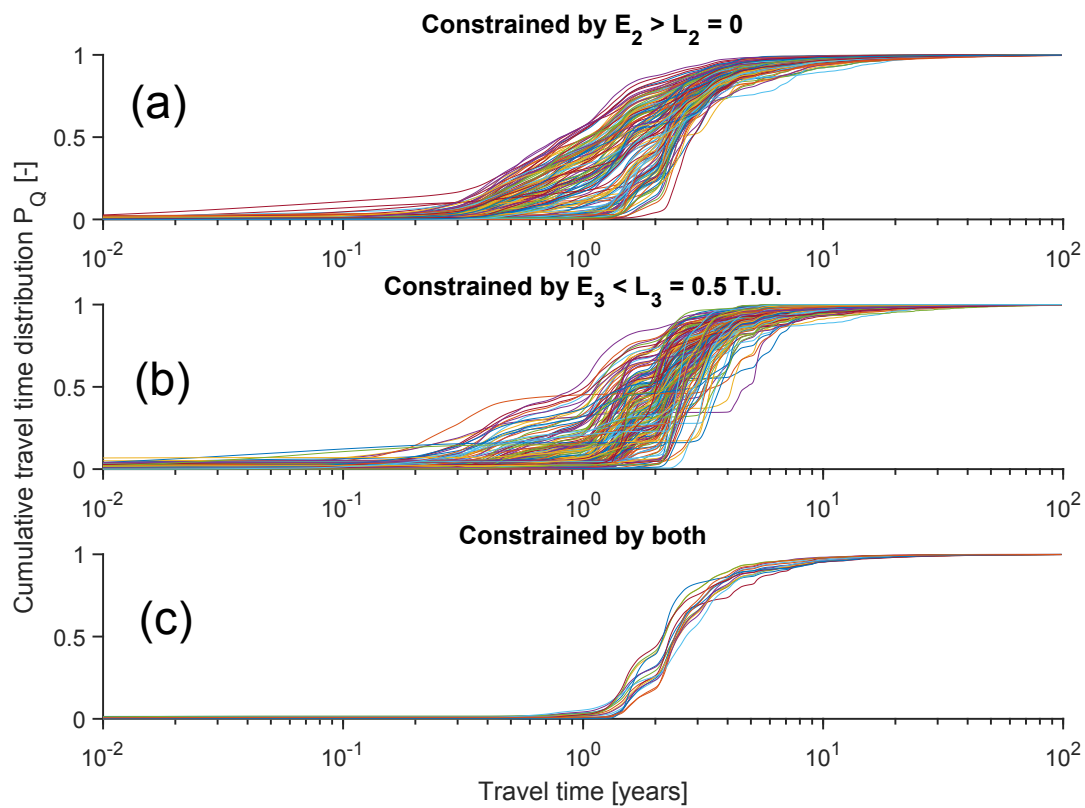 Constrained by E₂ > L₂ = 0
(a)
1
0.5
0
10⁻² 10⁻¹ 10⁰ 10¹ 10²
Constrained by E₃ < L₃ = 0.5 T.U.
(b)
1
0.5
0
10⁻² 10⁻¹ 10⁰ 10¹ 10²
Constrained by both
(c)
1
0.5
0
10⁻² 10⁻¹ 10⁰ 10¹ 10²
Cumulative travel time distribution P_Q [-]
Travel time [years]